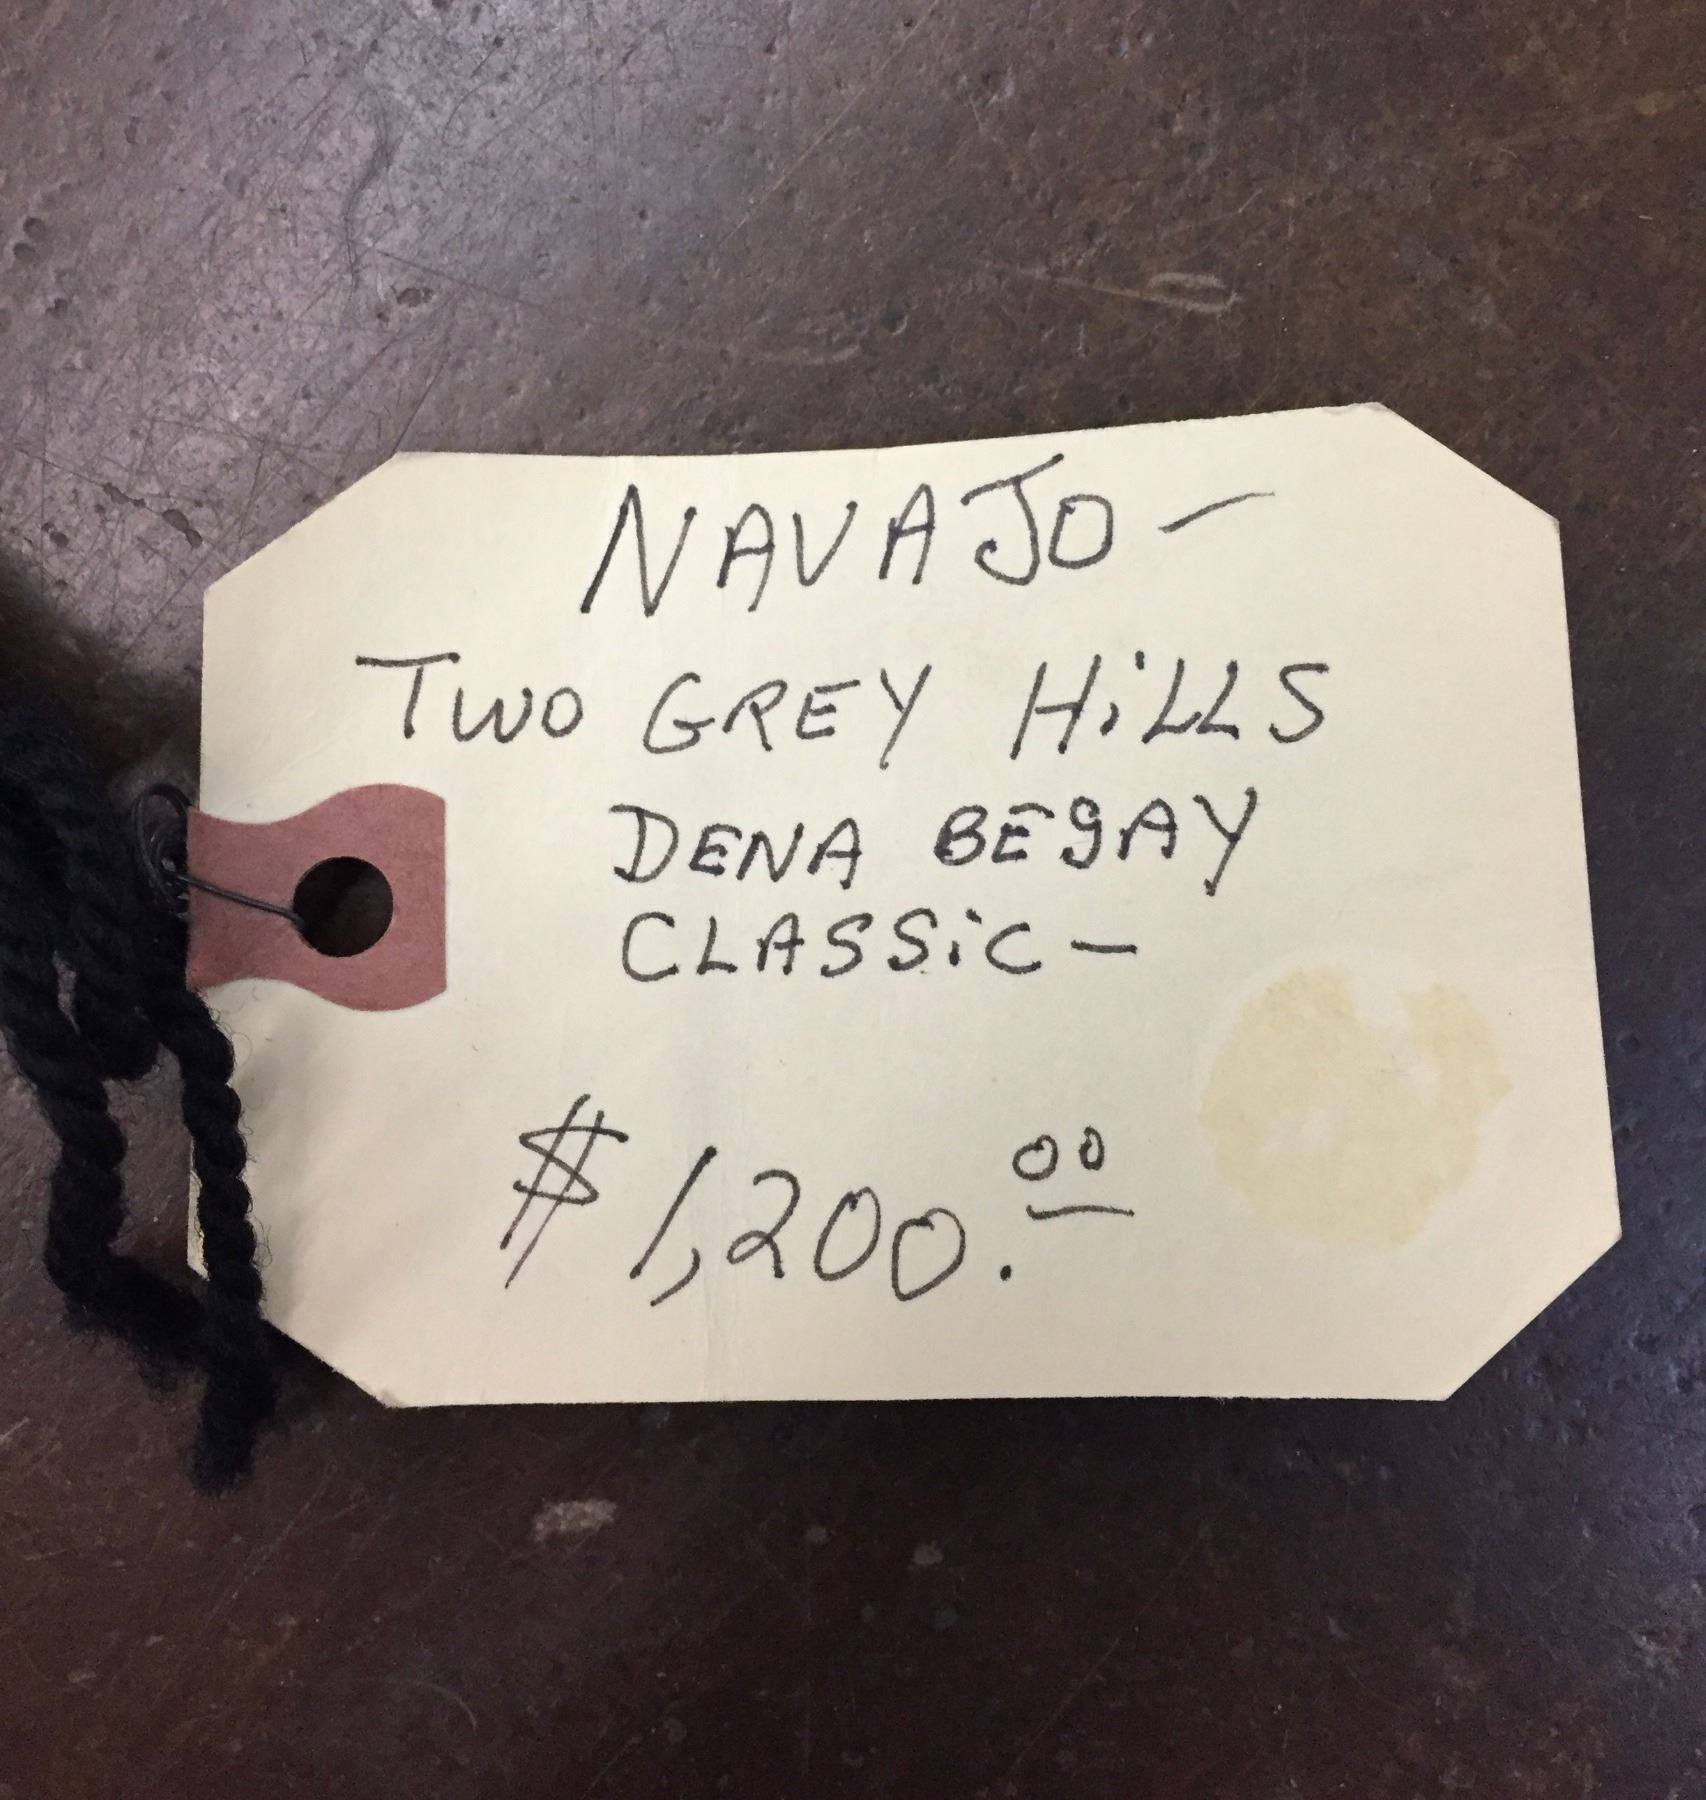 NAVAJO -
TWO GREY HiLLS
DENA BEGAY
CLASSiC -
$1,200.00